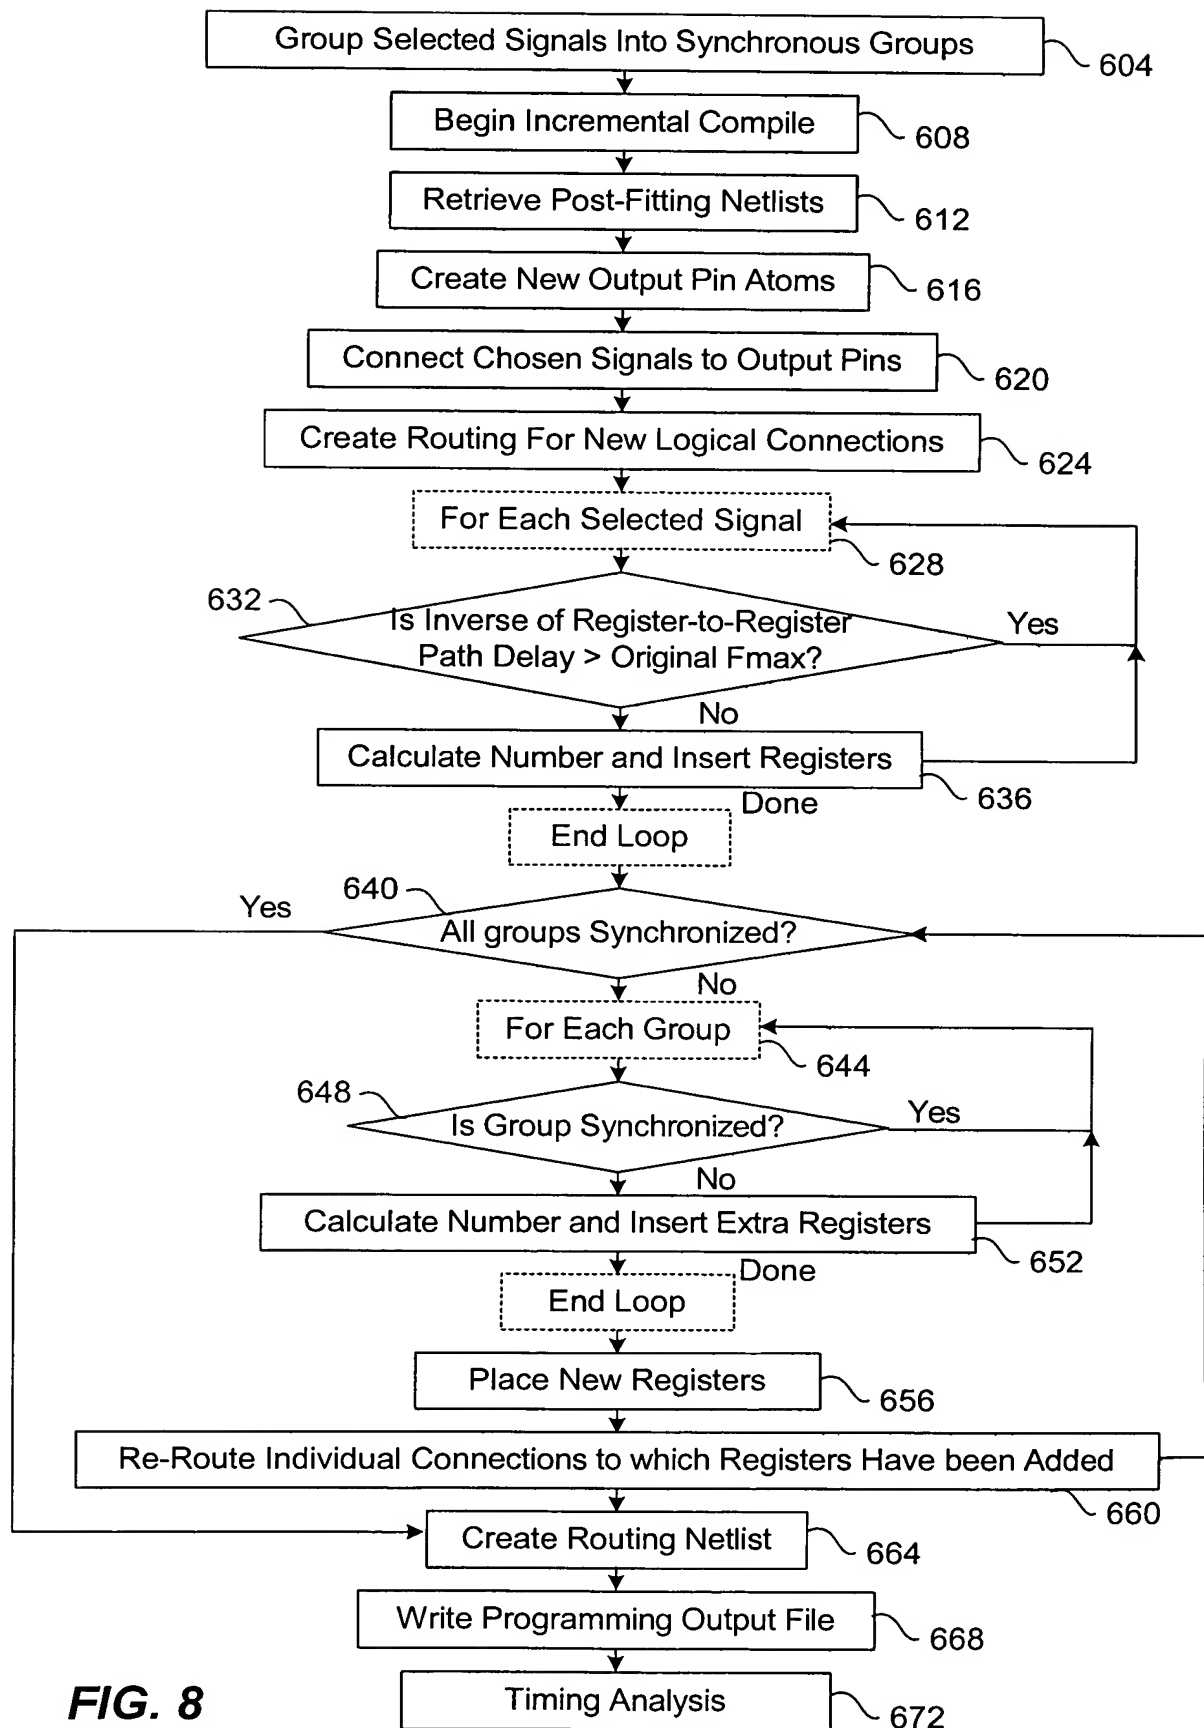 Group Selected Signals Into Synchronous Groups
604
Begin Incremental Compile
608
Retrieve Post-Fitting Netlists
612
Create New Output Pin Atoms
616
Connect Chosen Signals to Output Pins
620
Create Routing For New Logical Connections
624
For Each Selected Signal
628
632
Is Inverse of Register-to-Register
Path Delay > Original Fmax?
Yes
No
Calculate Number and Insert Registers
636
Done
End Loop
640
Yes
All groups Synchronized?
No
For Each Group
644
648
Is Group Synchronized?
Yes
No
Calculate Number and Insert Extra Registers
652
Done
End Loop
Place New Registers
656
Re-Route Individual Connections to which Registers Have been Added
660
Create Routing Netlist
664
Write Programming Output File
668
Timing Analysis
672
FIG. 8